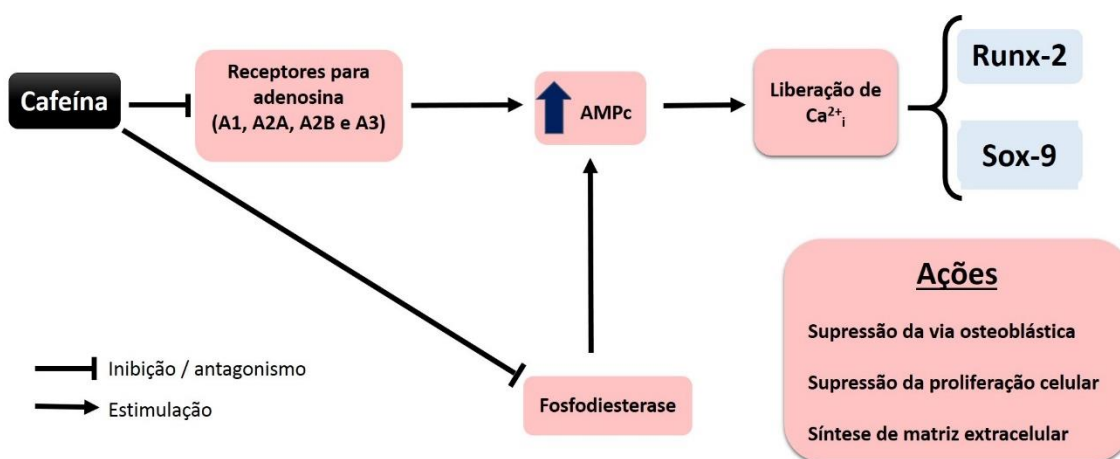 Cafeína
Receptores para
adenosina
(A1, A2A, A2B e A3)
AMPc
Liberação de
Ca²⁺ᵢ
Runx-2
Sox-9
Fosfodiesterase
Inibição / antagonismo
Estimulação
Ações
Supressão da via osteoblástica
Supressão da proliferação celular
Síntese de matriz extracelular